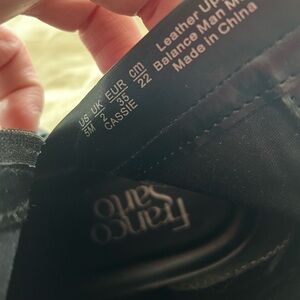 US UK EUR cm
5M 2 35 22
CASSIE
Leather Up
Balance Man M
Made in China
Franco
Sarto